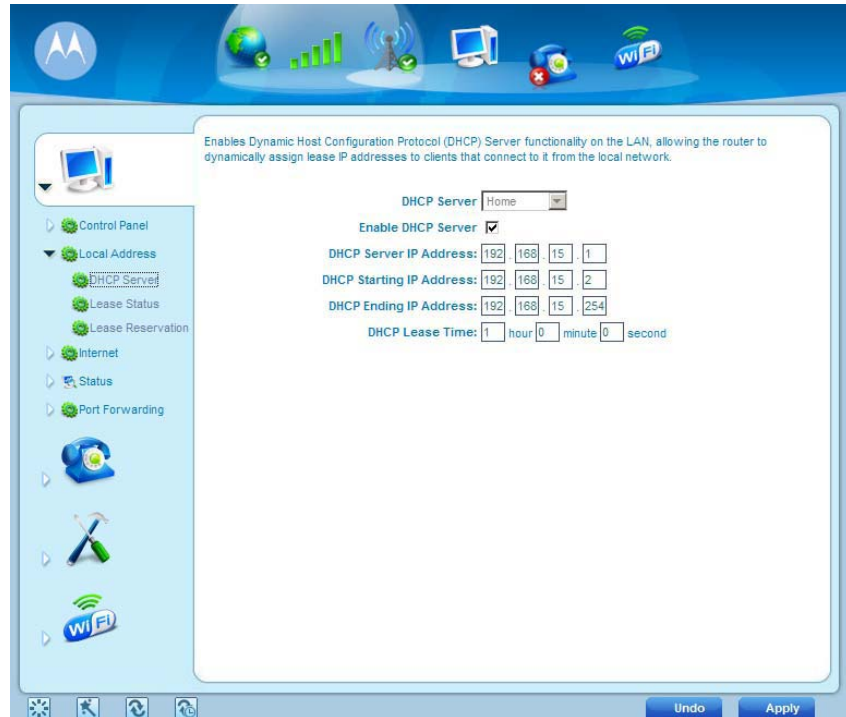 WiFi
Enables Dynamic Host Configuration Protocol (DHCP) Server functionality on the LAN, allowing the router to
dynamically assign lease IP addresses to clients that connect to it from the local network.
DHCP Server Home
Enable DHCP Server
DHCP Server IP Address: 192 . 168 . 15 . 1
DHCP Starting IP Address: 192 . 168 . 15 . 2
DHCP Ending IP Address: 192 . 168 . 15 . 254
DHCP Lease Time: 1 hour 0 minute 0 second
Control Panel
Local Address
DHCP Server
Lease Status
Lease Reservation
Internet
Status
Port Forwarding
WiFi
Undo Apply